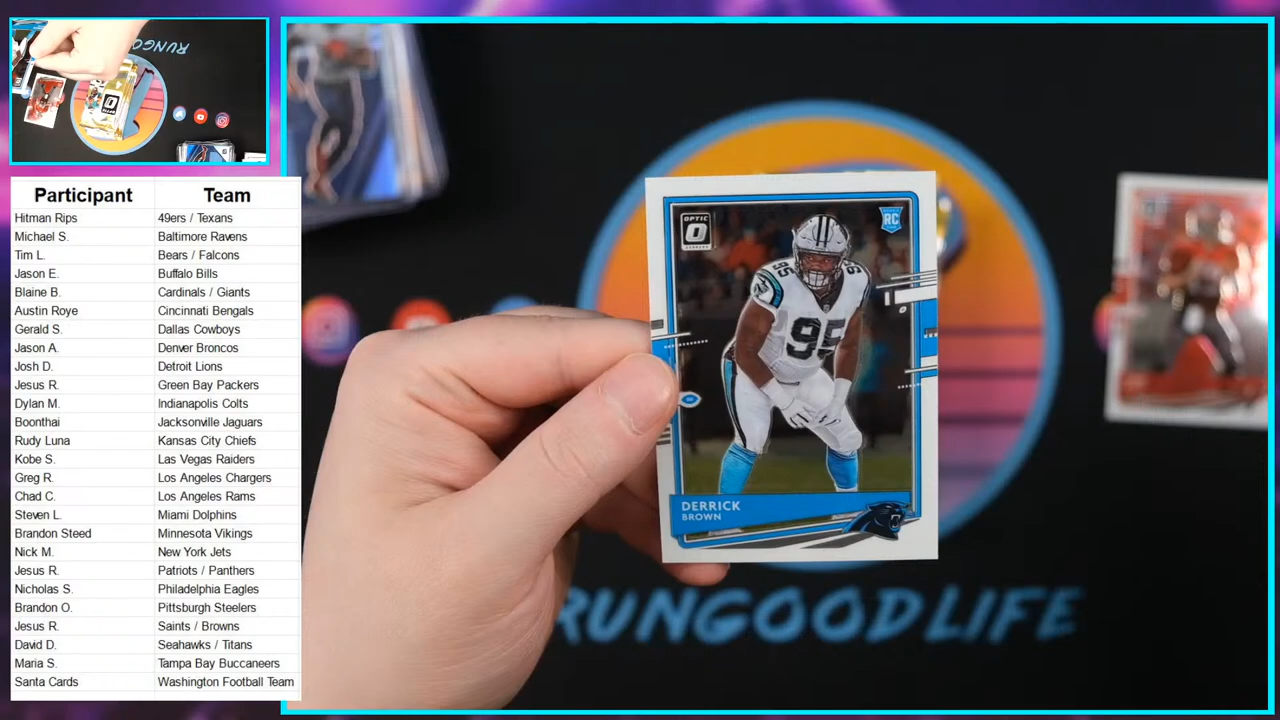 RUNGOODLIFE
Participant Team
Hitman Rips 49ers / Texans
Michael S. Baltimore Ravens
Tim L. Bears / Falcons
Jason E. Buffalo Bills
Blaine B. Cardinals / Giants
Austin Roye Cincinnati Bengals
Gerald S. Dallas Cowboys
Jason A. Denver Broncos
Josh D. Detroit Lions
Jesus R. Green Bay Packers
Dylan M. Indianapolis Colts
Boonthai Jacksonville Jaguars
Rudy Luna Kansas City Chiefs
Kobe S. Las Vegas Raiders
Greg R. Los Angeles Chargers
Chad C. Los Angeles Rams
Steven L. Miami Dolphins
Brandon Steed Minnesota Vikings
Nick M. New York Jets
Jesus R. Patriots / Panthers
Nicholas S. Philadelphia Eagles
Brandon O. Pittsburgh Steelers
Jesus R. Saints / Browns
David D. Seahawks / Titans
Maria S. Tampa Bay Buccaneers
Santa Cards Washington Football Team
OPTIC
RC
95
95
95
DERRICK
BROWN
RUNGOODLIFE